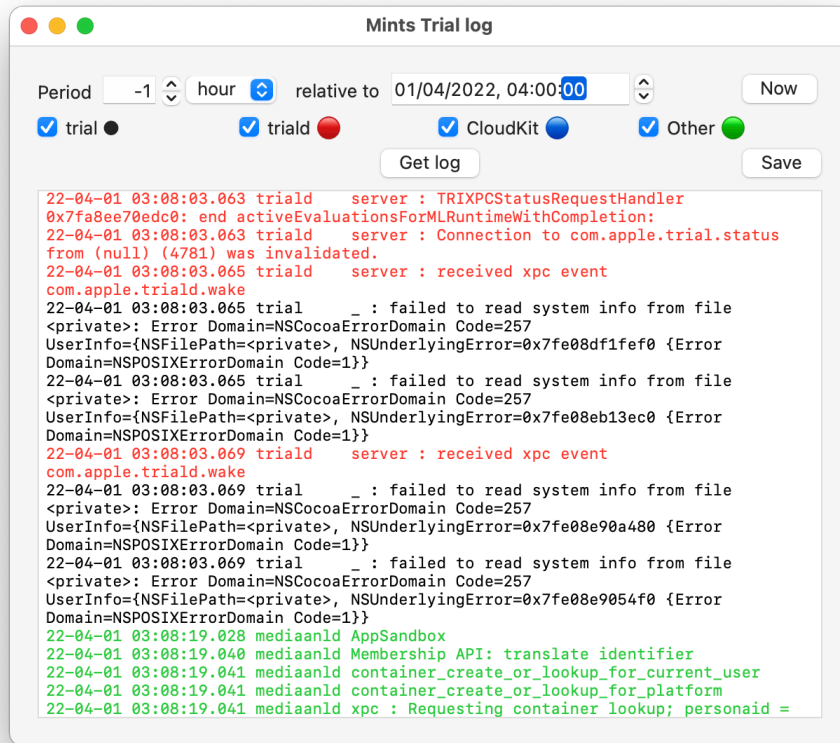 Mints Trial log
Period -1 hour relative to 01/04/2022, 04:00:00 Now
trial triald CloudKit Other
Get log Save
22-04-01 03:08:03.063 triald    server : TRIXPCStatusRequestHandler
0x7fa8ee70edc0: end activeEvaluationsForMLRuntimeWithCompletion:
22-04-01 03:08:03.063 triald    server : Connection to com.apple.trial.status
from (null) (4781) was invalidated.
22-04-01 03:08:03.065 triald    server : received xpc event
com.apple.triald.wake
22-04-01 03:08:03.065 trial     _ : failed to read system info from file
<private>: Error Domain=NSCocoaErrorDomain Code=257
UserInfo={NSFilePath=<private>, NSUnderlyingError=0x7fe08df1fef0 {Error
Domain=NSPOSIXErrorDomain Code=1}}
22-04-01 03:08:03.065 trial     _ : failed to read system info from file
<private>: Error Domain=NSCocoaErrorDomain Code=257
UserInfo={NSFilePath=<private>, NSUnderlyingError=0x7fe08eb13ec0 {Error
Domain=NSPOSIXErrorDomain Code=1}}
22-04-01 03:08:03.069 triald    server : received xpc event
com.apple.triald.wake
22-04-01 03:08:03.069 trial     _ : failed to read system info from file
<private>: Error Domain=NSCocoaErrorDomain Code=257
UserInfo={NSFilePath=<private>, NSUnderlyingError=0x7fe08e90a480 {Error
Domain=NSPOSIXErrorDomain Code=1}}
22-04-01 03:08:03.069 trial     _ : failed to read system info from file
<private>: Error Domain=NSCocoaErrorDomain Code=257
UserInfo={NSFilePath=<private>, NSUnderlyingError=0x7fe08e9054f0 {Error
Domain=NSPOSIXErrorDomain Code=1}}
22-04-01 03:08:19.028 mediaanld AppSandbox
22-04-01 03:08:19.040 mediaanld Membership API: translate identifier
22-04-01 03:08:19.041 mediaanld container_create_or_lookup_for_current_user
22-04-01 03:08:19.041 mediaanld container_create_or_lookup_for_platform
22-04-01 03:08:19.041 mediaanld xpc : Requesting container lookup; personaid =